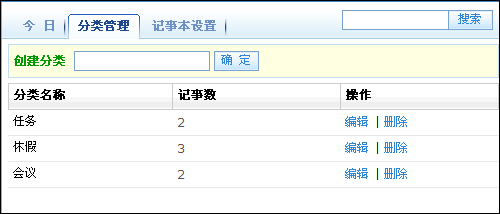 今 日 分类管理 记事本设置 搜索
创建分类 确 定
分类名称 记事数 操作
任务 2 编辑 | 删除
休假 3 编辑 | 删除
会议 2 编辑 | 删除